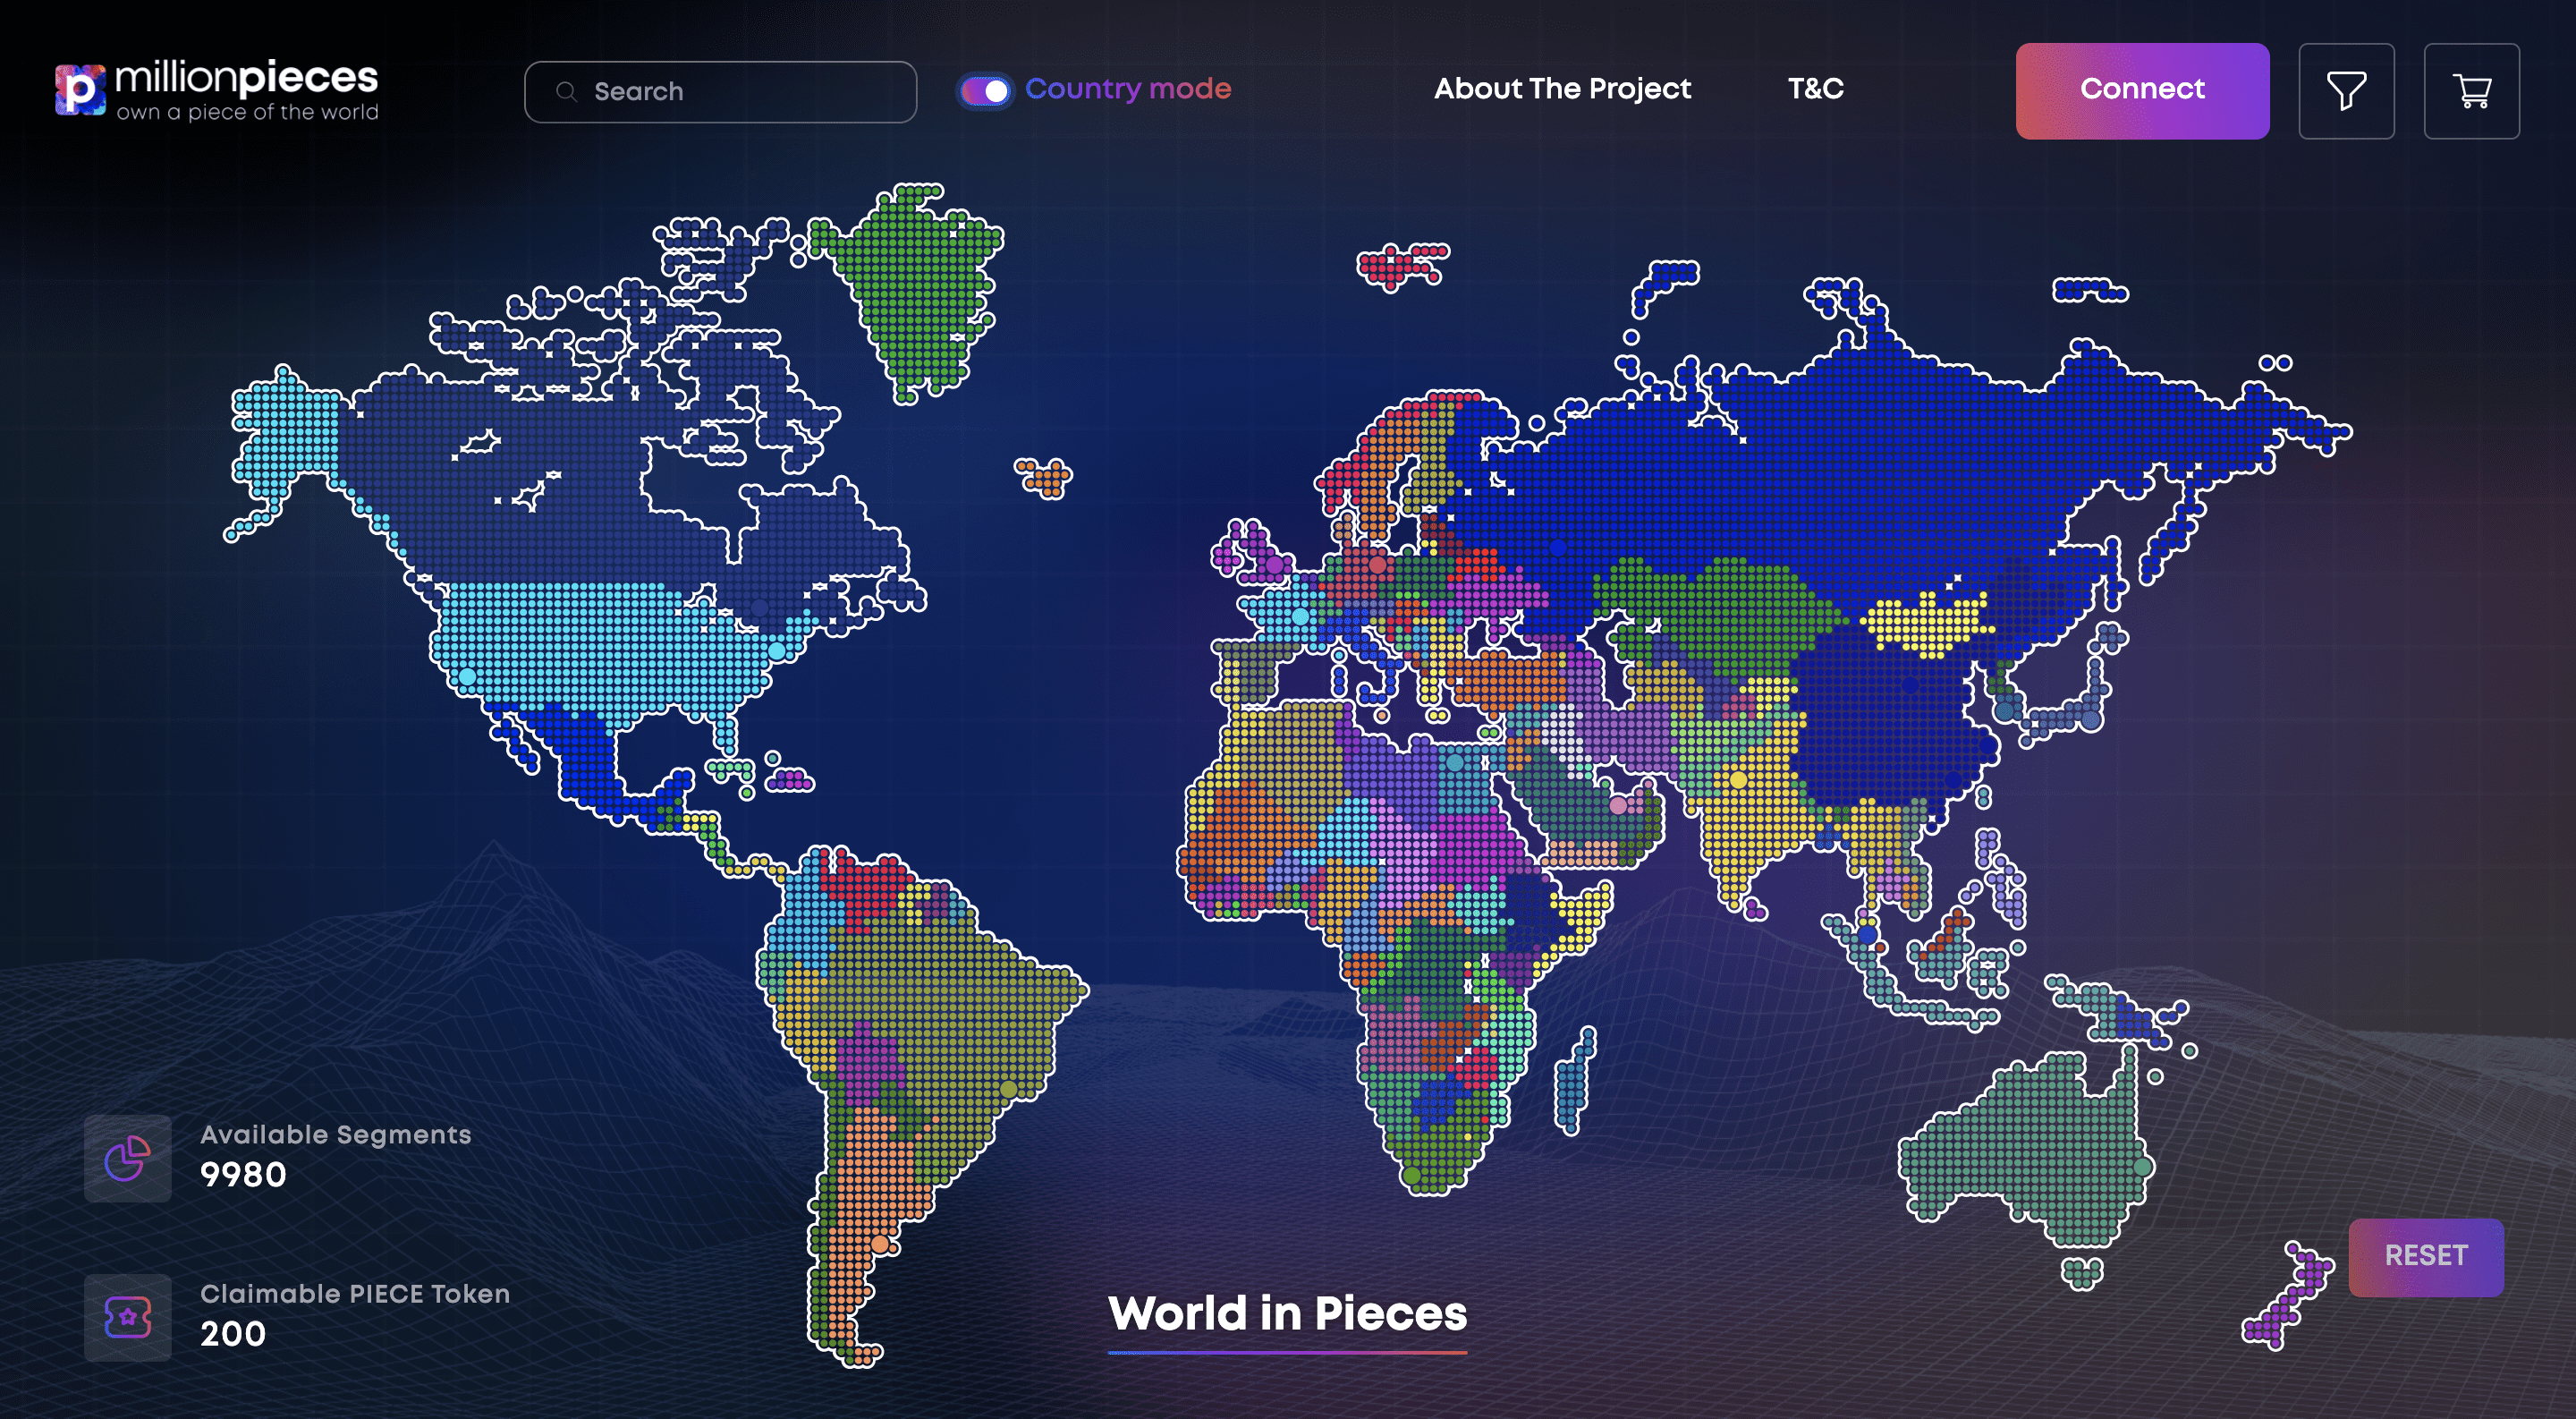 millionpieces
own a piece of the world
Search
Country mode
About The Project
T&C
Connect
Available Segments
9980
Claimable PIECE Token
200
World in Pieces
RESET